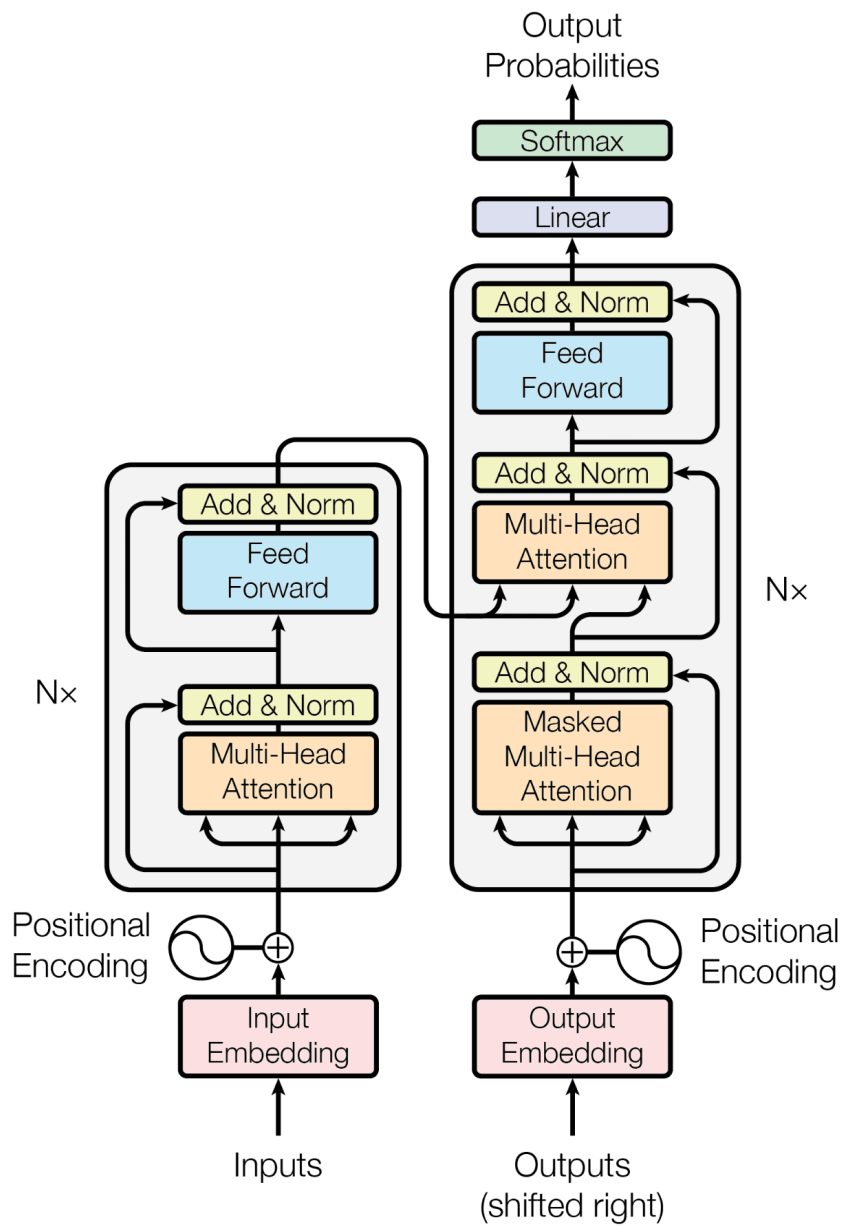 Output
Probabilities
Softmax
Linear
Add & Norm
Feed
Forward
Add & Norm
Multi-Head
Attention
Add & Norm
Masked
Multi-Head
Attention
N×
Add & Norm
Feed
Forward
Add & Norm
Multi-Head
Attention
N×
Positional
Encoding
Positional
Encoding
Input
Embedding
Output
Embedding
Inputs
Outputs
(shifted right)